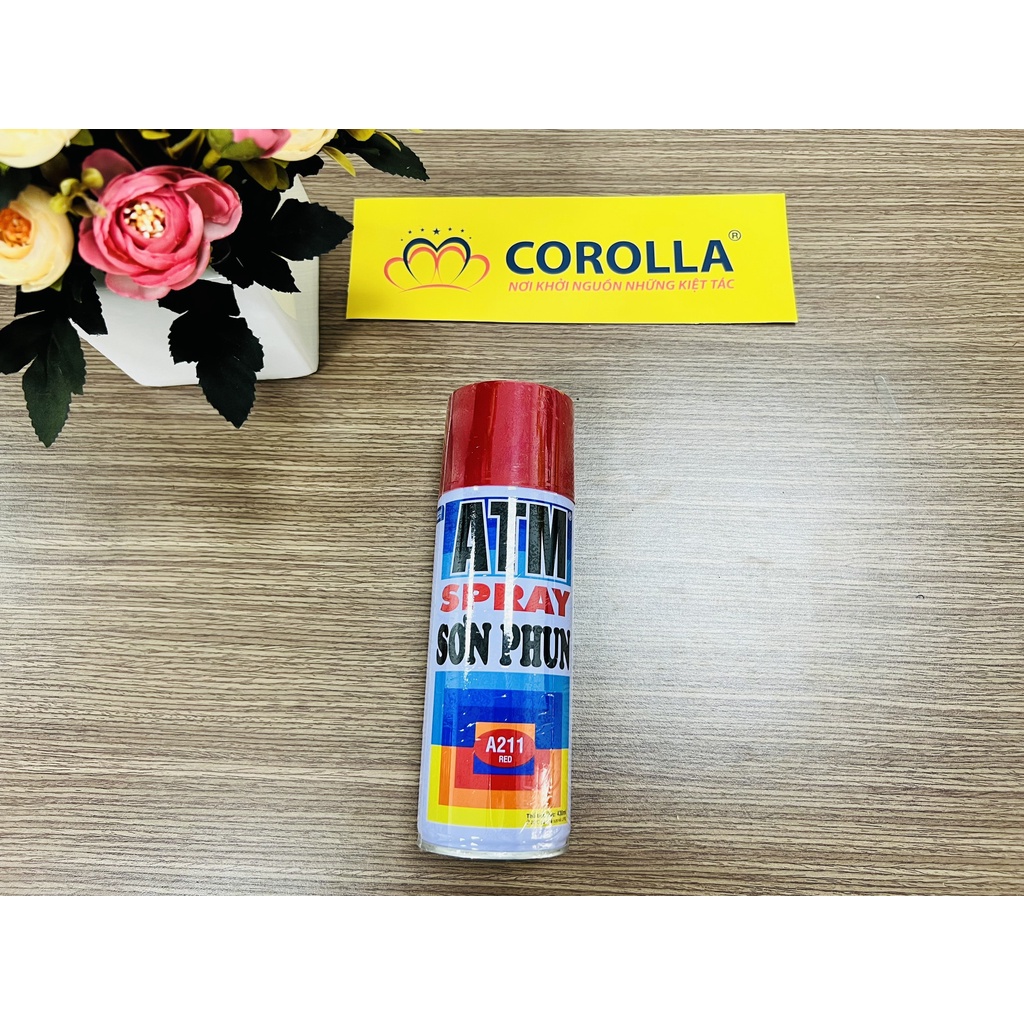 COROLLA®
NƠI KHỞI NGUỒN NHỮNG KIỆT TÁC
ATM
SPRAY
SƠN PHUN
A211
RED